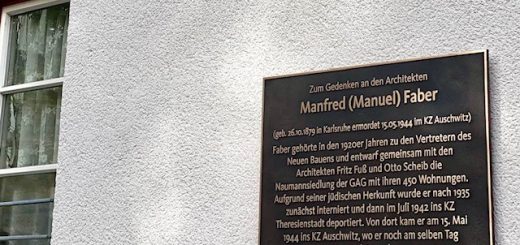 Zum Gedenken an den Architekten
Manfred (Manuel) Faber
(geb. 26.10.1879 in Karlsruhe ermordet 15.05.1944 im KZ Auschwitz)
Faber gehörte in den 1920er Jahren zu den Vertretern des
Neuen Bauens und entwarf gemeinsam mit den
Architekten Fritz Fuß und Otto Scheib die
Naumannsiedlung der GAG mit ihren 450 Wohnungen.
Aufgrund seiner jüdischen Herkunft wurde er nach 1935
zunächst interniert und dann im Juli 1942 ins KZ
Theresienstadt deportiert. Von dort kam er am 15. Mai
1944 ins KZ Auschwitz, wo er noch am selben Tag